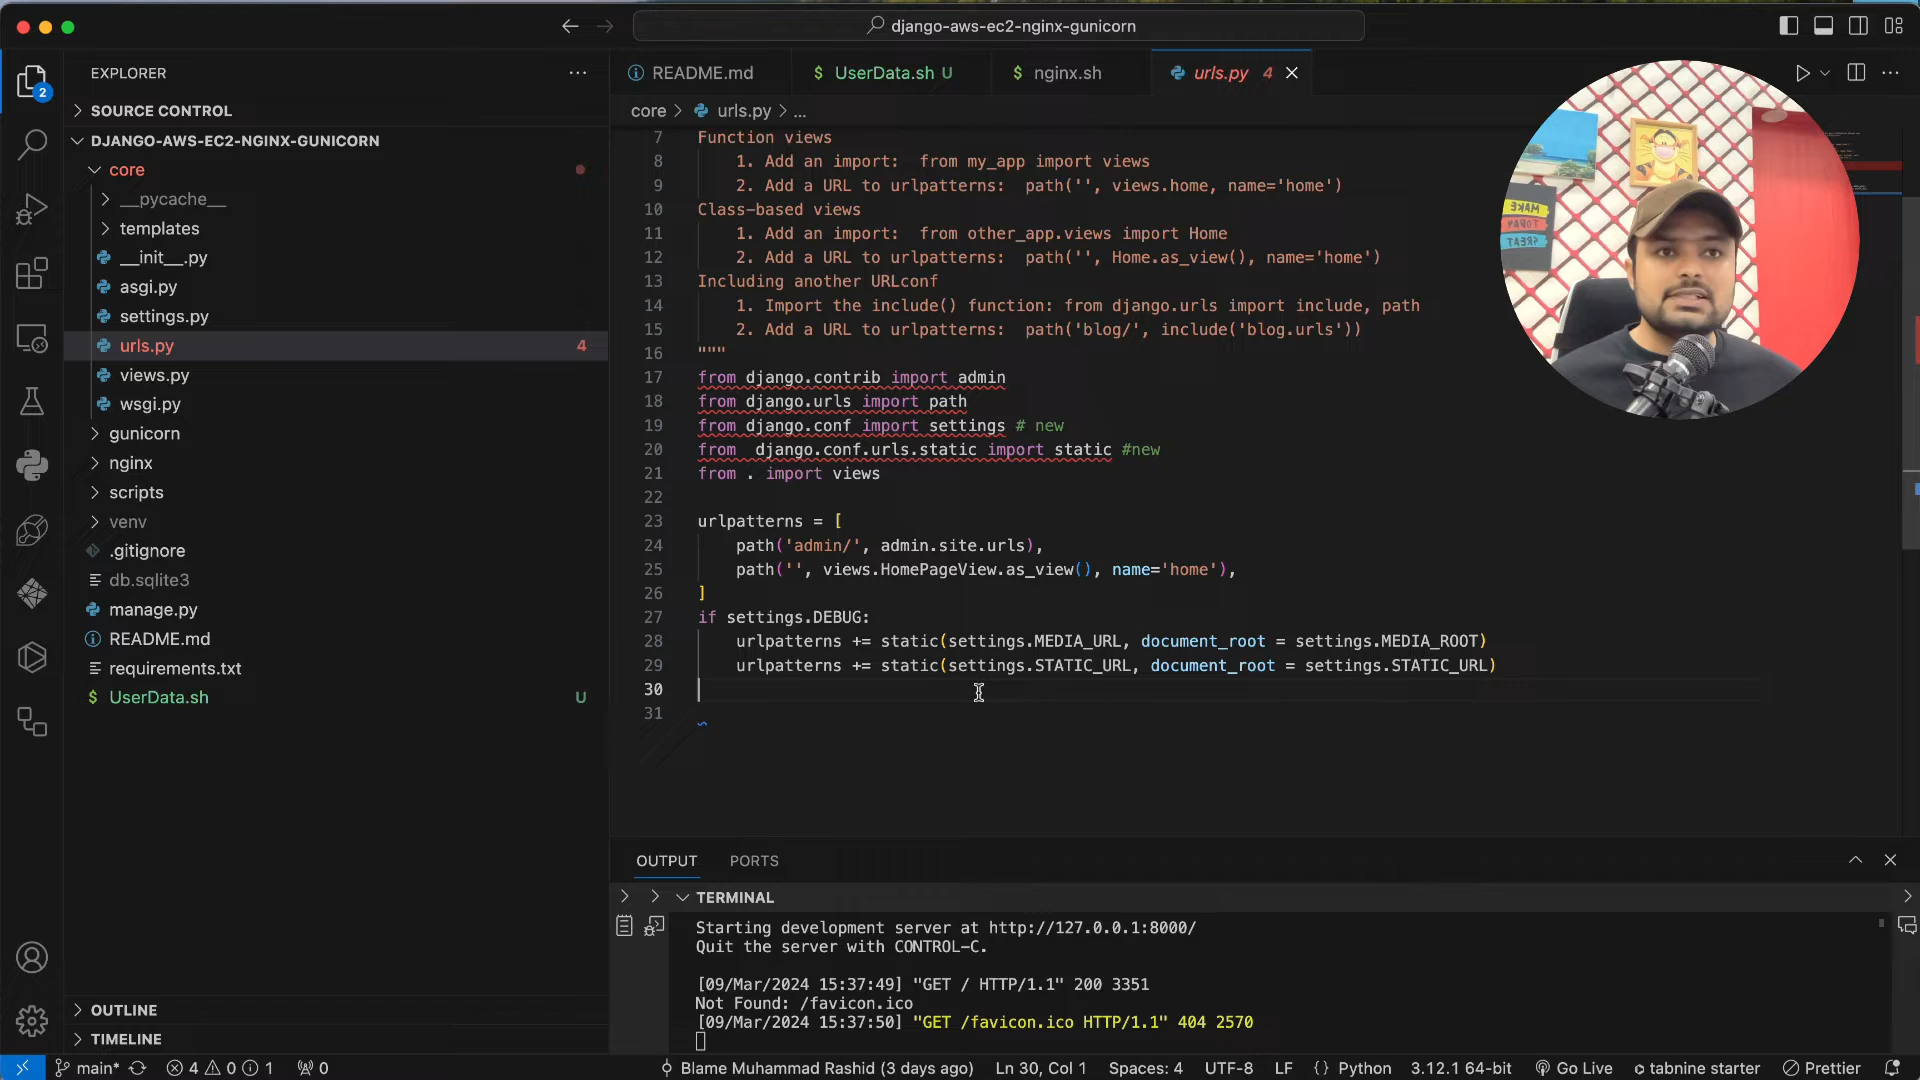 django-aws-ec2-nginx-gunicorn
EXPLORER
2
SOURCE CONTROL
DJANGO-AWS-EC2-NGINX-GUNICORN
core
__pycache__
templates
__init__.py
asgi.py
settings.py
urls.py 4
views.py
wsgi.py
gunicorn
nginx
scripts
venv
.gitignore
db.sqlite3
manage.py
README.md
requirements.txt
$ UserData.sh U
OUTLINE
TIMELINE
README.md
$ UserData.sh U
$ nginx.sh
urls.py 4
core > urls.py > ...
7 Function views
8 1. Add an import:  from my_app import views
9 2. Add a URL to urlpatterns:  path('', views.home, name='home')
10 Class-based views
11 1. Add an import:  from other_app.views import Home
12 2. Add a URL to urlpatterns:  path('', Home.as_view(), name='home')
13 Including another URLconf
14 1. Import the include() function: from django.urls import include, path
15 2. Add a URL to urlpatterns:  path('blog/', include('blog.urls'))
16 """
17 from django.contrib import admin
18 from django.urls import path
19 from django.conf import settings # new
20 from  django.conf.urls.static import static #new
21 from . import views
22
23 urlpatterns = [
24 path('admin/', admin.site.urls),
25 path('', views.HomePageView.as_view(), name='home'),
26 ]
27 if settings.DEBUG:
28 urlpatterns += static(settings.MEDIA_URL, document_root = settings.MEDIA_ROOT)
29 urlpatterns += static(settings.STATIC_URL, document_root = settings.STATIC_URL)
30
31
MAKE
TODAY
GREAT
OUTPUT PORTS
TERMINAL
Starting development server at http://127.0.0.1:8000/
Quit the server with CONTROL-C.
[09/Mar/2024 15:37:49] "GET / HTTP/1.1" 200 3351
Not Found: /favicon.ico
[09/Mar/2024 15:37:50] "GET /favicon.ico HTTP/1.1" 404 2570
main* 4 0 1 0 Blame Muhammad Rashid (3 days ago) Ln 30, Col 1 Spaces: 4 UTF-8 LF {} Python 3.12.1 64-bit Go Live tabnine starter Prettier